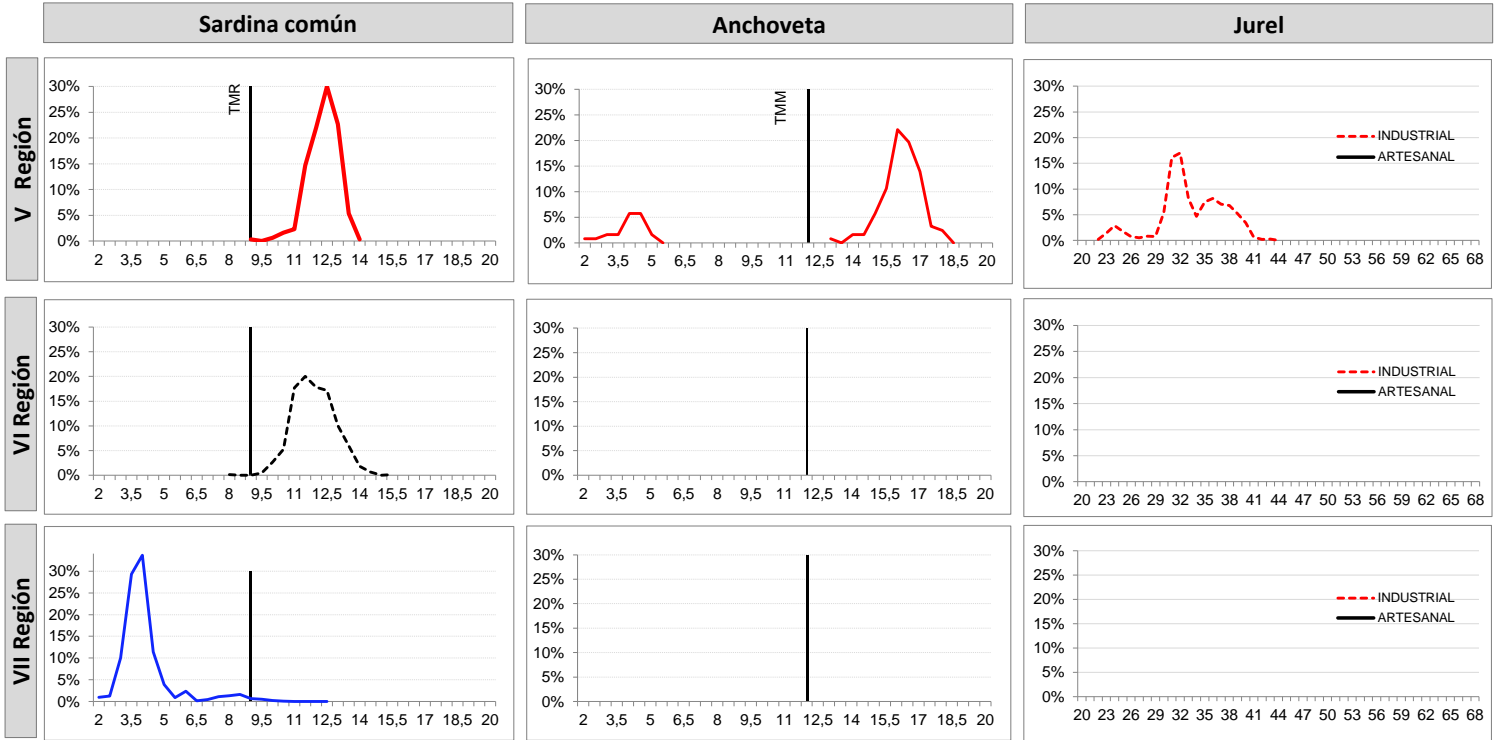 Sardina común
Anchoveta
Jurel
V Región
30%
25%
20%
15%
10%
5%
0%
TMR
2 3,5 5 6,5 8 9,5 11 12,5 14 15,5 17 18,5 20
30%
25%
20%
15%
10%
5%
0%
TMM
2 3,5 5 6,5 8 9,5 11 12,5 14 15,5 17 18,5 20
30%
25%
20%
15%
10%
5%
0%
INDUSTRIAL
ARTESANAL
20 23 26 29 32 35 38 41 44 47 50 53 56 59 62 65 68
VI Región
30%
25%
20%
15%
10%
5%
0%
2 3,5 5 6,5 8 9,5 11 12,5 14 15,5 17 18,5 20
30%
25%
20%
15%
10%
5%
0%
2 3,5 5 6,5 8 9,5 11 12,5 14 15,5 17 18,5 20
30%
25%
20%
15%
10%
5%
0%
INDUSTRIAL
ARTESANAL
20 23 26 29 32 35 38 41 44 47 50 53 56 59 62 65 68
VII Región
30%
25%
20%
15%
10%
5%
0%
2 3,5 5 6,5 8 9,5 11 12,5 14 15,5 17 18,5 20
30%
25%
20%
15%
10%
5%
0%
2 3,5 5 6,5 8 9,5 11 12,5 14 15,5 17 18,5 20
30%
25%
20%
15%
10%
5%
0%
INDUSTRIAL
ARTESANAL
20 23 26 29 32 35 38 41 44 47 50 53 56 59 62 65 68